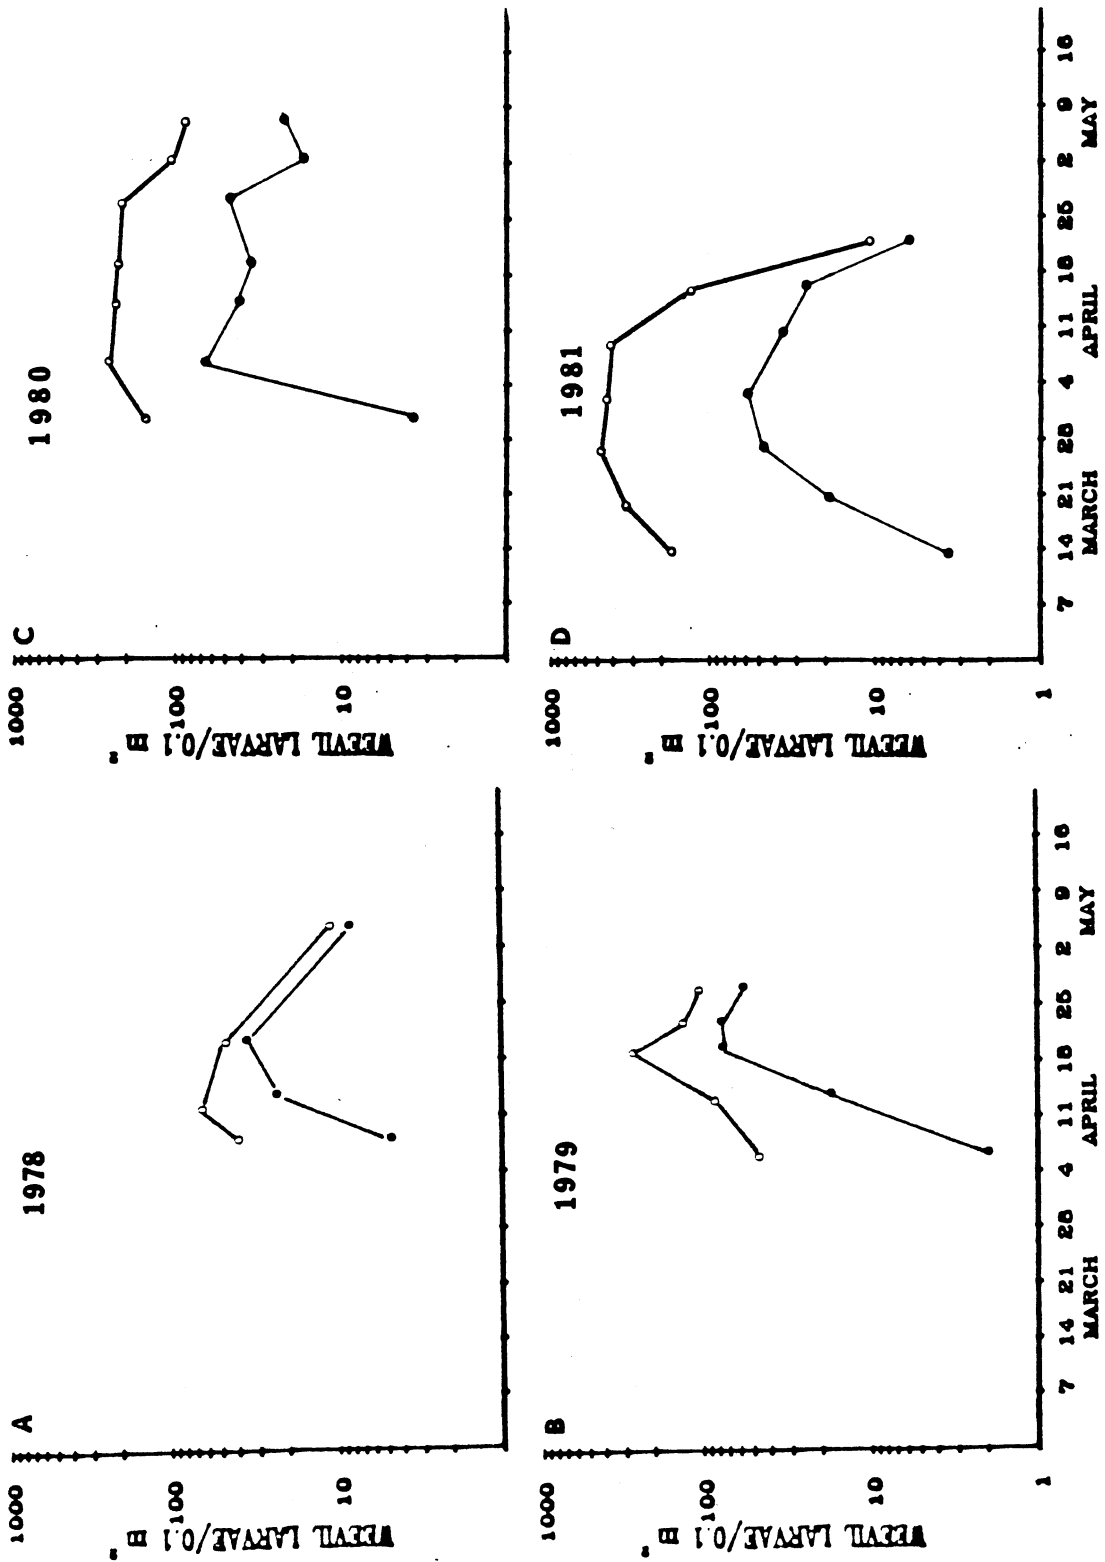 A
1978
1000
100
10
WEEVIL LARVAE/0.1 m²
C
1980
1000
100
10
WEEVIL LARVAE/0.1 m²
B
1979
1000
100
10
1
WEEVIL LARVAE/0.1 m²
7 14 21 28 4 11 18 25 2 9 16
MARCH APRIL MAY
D
1981
1000
100
10
1
WEEVIL LARVAE/0.1 m²
7 14 21 28 4 11 18 25 2 9 16
MARCH APRIL MAY